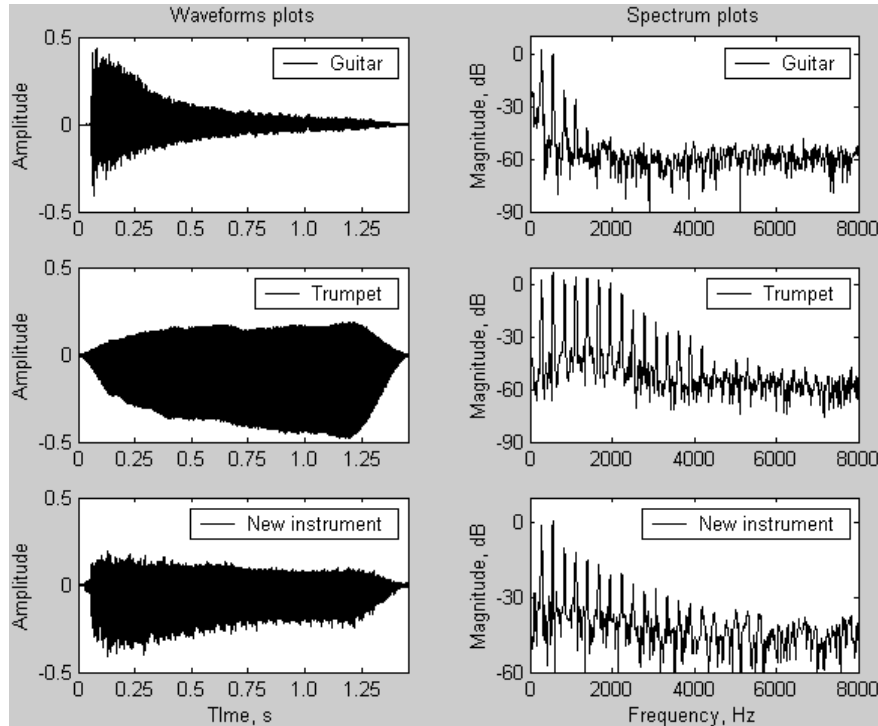 Waveforms plots
Spectrum plots
0.5
0
-0.5
Amplitude
Guitar
0 0.25 0.5 0.75 1.0 1.25
0
-30
-60
-90
Magnitude, dB
Guitar
0 2000 4000 6000 8000
0.5
0
-0.5
Amplitude
Trumpet
0 0.25 0.5 0.75 1.0 1.25
0
-30
-60
-90
Magnitude, dB
Trumpet
0 2000 4000 6000 8000
0.5
0
-0.5
Amplitude
New instrument
0 0.25 0.5 0.75 1.0 1.25
TIme, s
0
-30
-60
Magnitude, dB
New instrument
0 2000 4000 6000 8000
Frequency, Hz